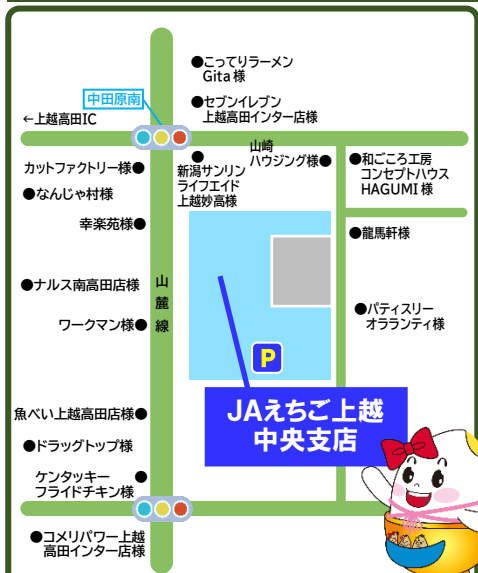 ●こってりラーメン
Gita 様
中田原南
●セブンイレブン
上越高田インター店様
←上越高田IC
山崎
ハウジング様●
カットファクトリー様●
●
新潟サンリン
ライフエイド
上越妙高様
●和ごころ工房
コンセプトハウス
HAGUMI 様
●なんじゃ村様
幸楽苑様●
●龍馬軒様
●ナルス南高田店様
山麓線
ワークマン様●
●パティスリー
オラランティ様
P
JAえちご上越
中央支店
魚べい上越高田店様●
●ドラッグトップ様
ケンタッキー ●
フライドチキン様
●コメリパワー上越
高田インター店様